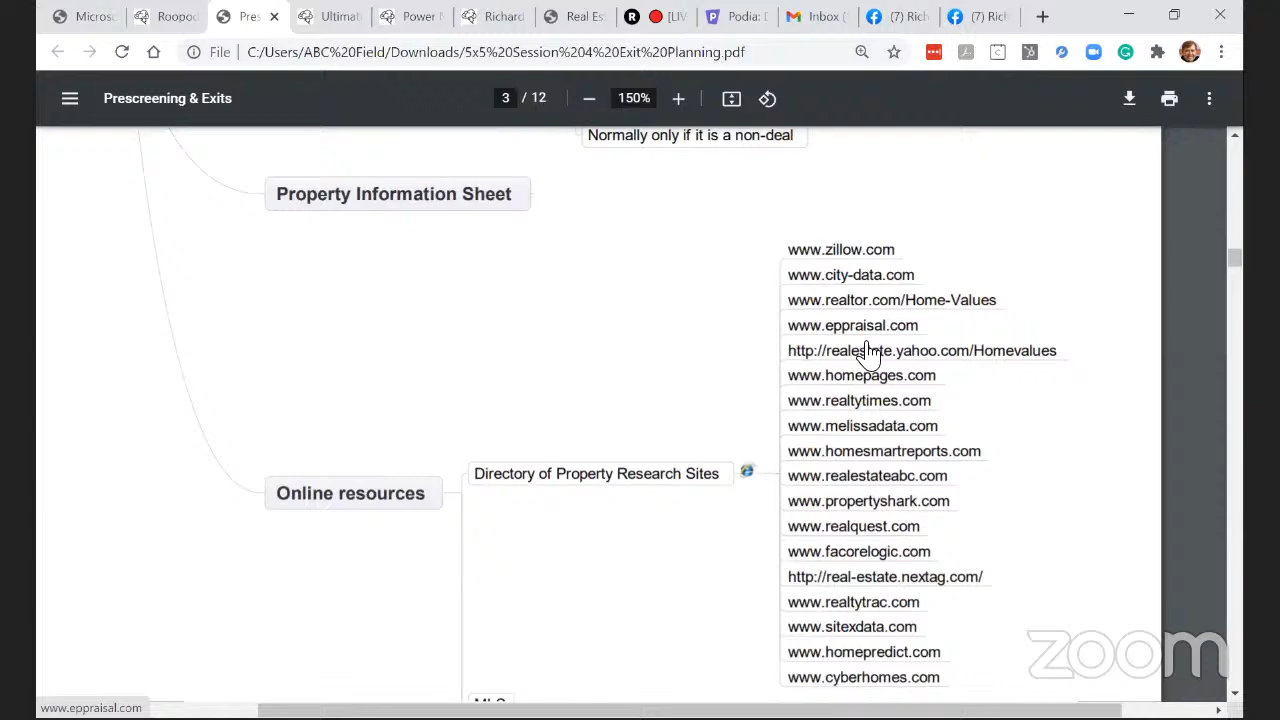 Microso
Roopod
Pres
Ultimat
Power N
Richard
Real Es
[LIV
Podia: D
Inbox (
(7) Rich
(7) Rich
File
C:/Users/ABC%20Field/Downloads/5x5%20Session%204%20Exit%20Planning.pdf
Prescreening & Exits
3 / 12
150%
Normally only if it is a non-deal
Property Information Sheet
www.zillow.com
www.city-data.com
www.realtor.com/Home-Values
www.eppraisal.com
http://realestate.yahoo.com/Homevalues
www.homepages.com
www.realtytimes.com
www.melissadata.com
www.homesmartreports.com
Directory of Property Research Sites
www.realestateabc.com
Online resources
www.propertyshark.com
www.realquest.com
www.facorelogic.com
http://real-estate.nextag.com/
www.realtytrac.com
www.sitexdata.com
www.homepredict.com
www.cyberhomes.com
zoom
www.eppraisal.com